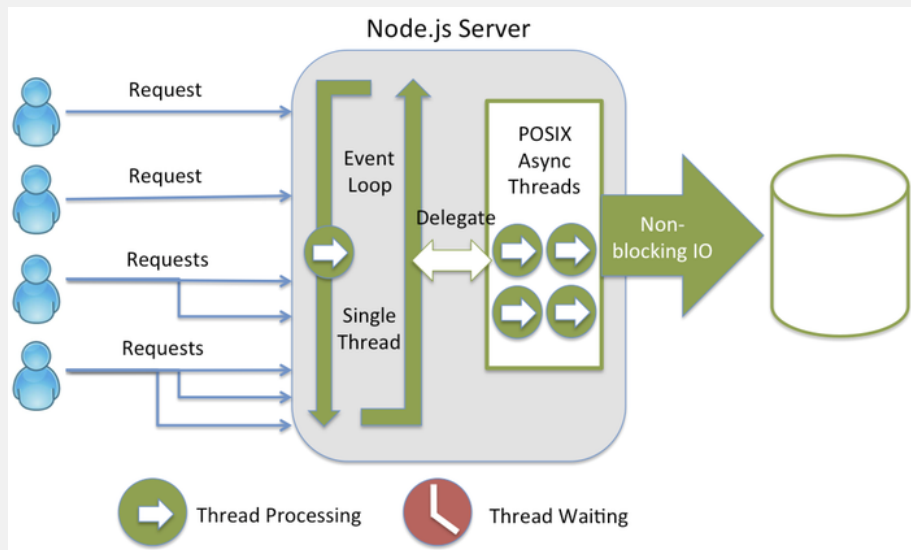 Node.js Server
Request
Request
Requests
Requests
Event
Loop
Single
Thread
Delegate
POSIX
Async
Threads
Non-
blocking IO
Thread Processing
Thread Waiting